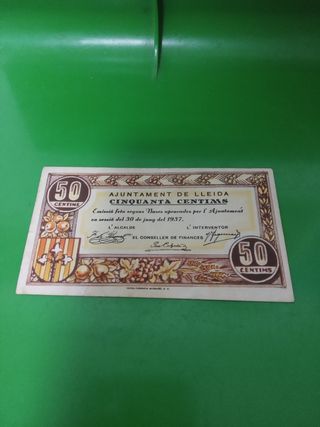 AJUNTAMENT DE LLEIDA
50
CENTIMS
CINQUANTA CENTIMS
Emissió feta segons Bases aprovades per l'Ajuntament
en sessió del 30 de juny del 1937.
L'ALCALDE
L'INTERVENTOR
EL CONSELLER DE FINANCES
50
CENTIMS